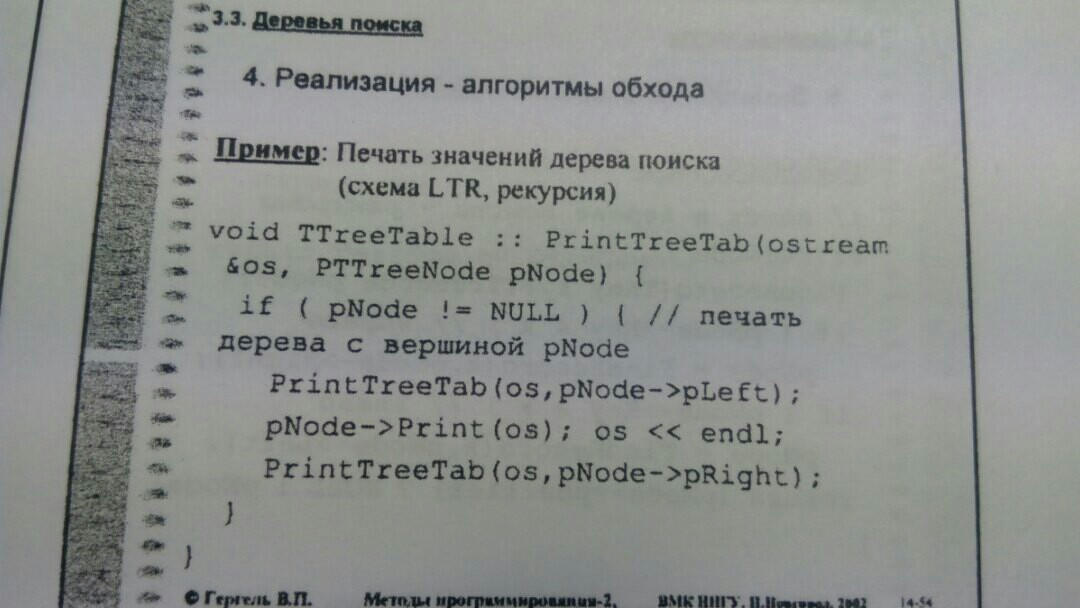 3.3. Деревья поиска
4. Реализация - алгоритмы обхода
Пример: Печать значений дерева поиска
(схема LTR, рекурсия)
void TTreeTable :: PrintTreeTab(ostream
&os, PTTreeNode pNode) {
if ( pNode != NULL ) { // печать
дерева с вершиной pNode
PrintTreeTab(os,pNode->pLeft);
pNode->Print(os); os << endl;
PrintTreeTab(os,pNode->pRight);
}
}
© Гергель В.П. Методы программирования-2, ВМК ННГУ, Н.Новгород, 2002